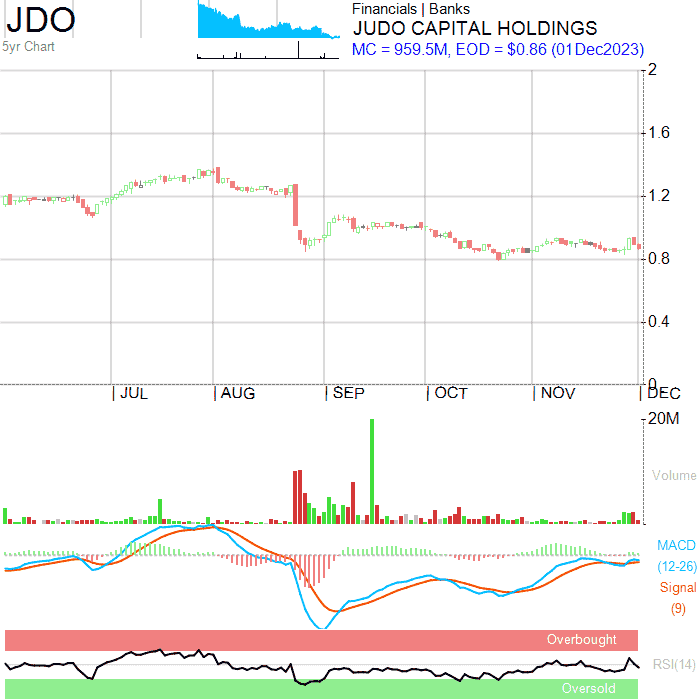 JDO
5yr Chart
Financials | Banks
JUDO CAPITAL HOLDINGS
MC = 959.5M, EOD = $0.86 (01Dec2023)
2
1.6
1.2
0.8
0.4
0
JUL
AUG
SEP
OCT
NOV
DEC
20M
Volume
MACD
(12-26)
Signal
(9)
Overbought
RSI(14)
Oversold